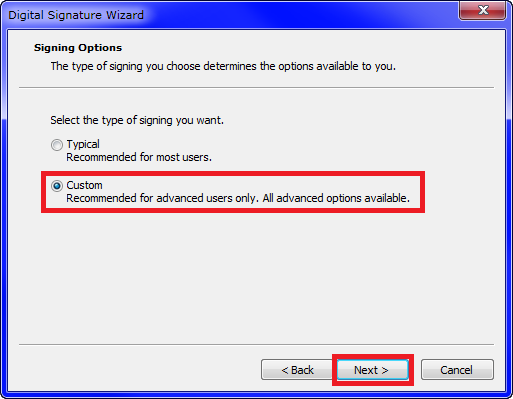 Digital Signature Wizard
Signing Options
The type of signing you choose determines the options available to you.
Select the type of signing you want.
Typical
Recommended for most users.
Custom
Recommended for advanced users only. All advanced options available.
< Back
Next >
Cancel